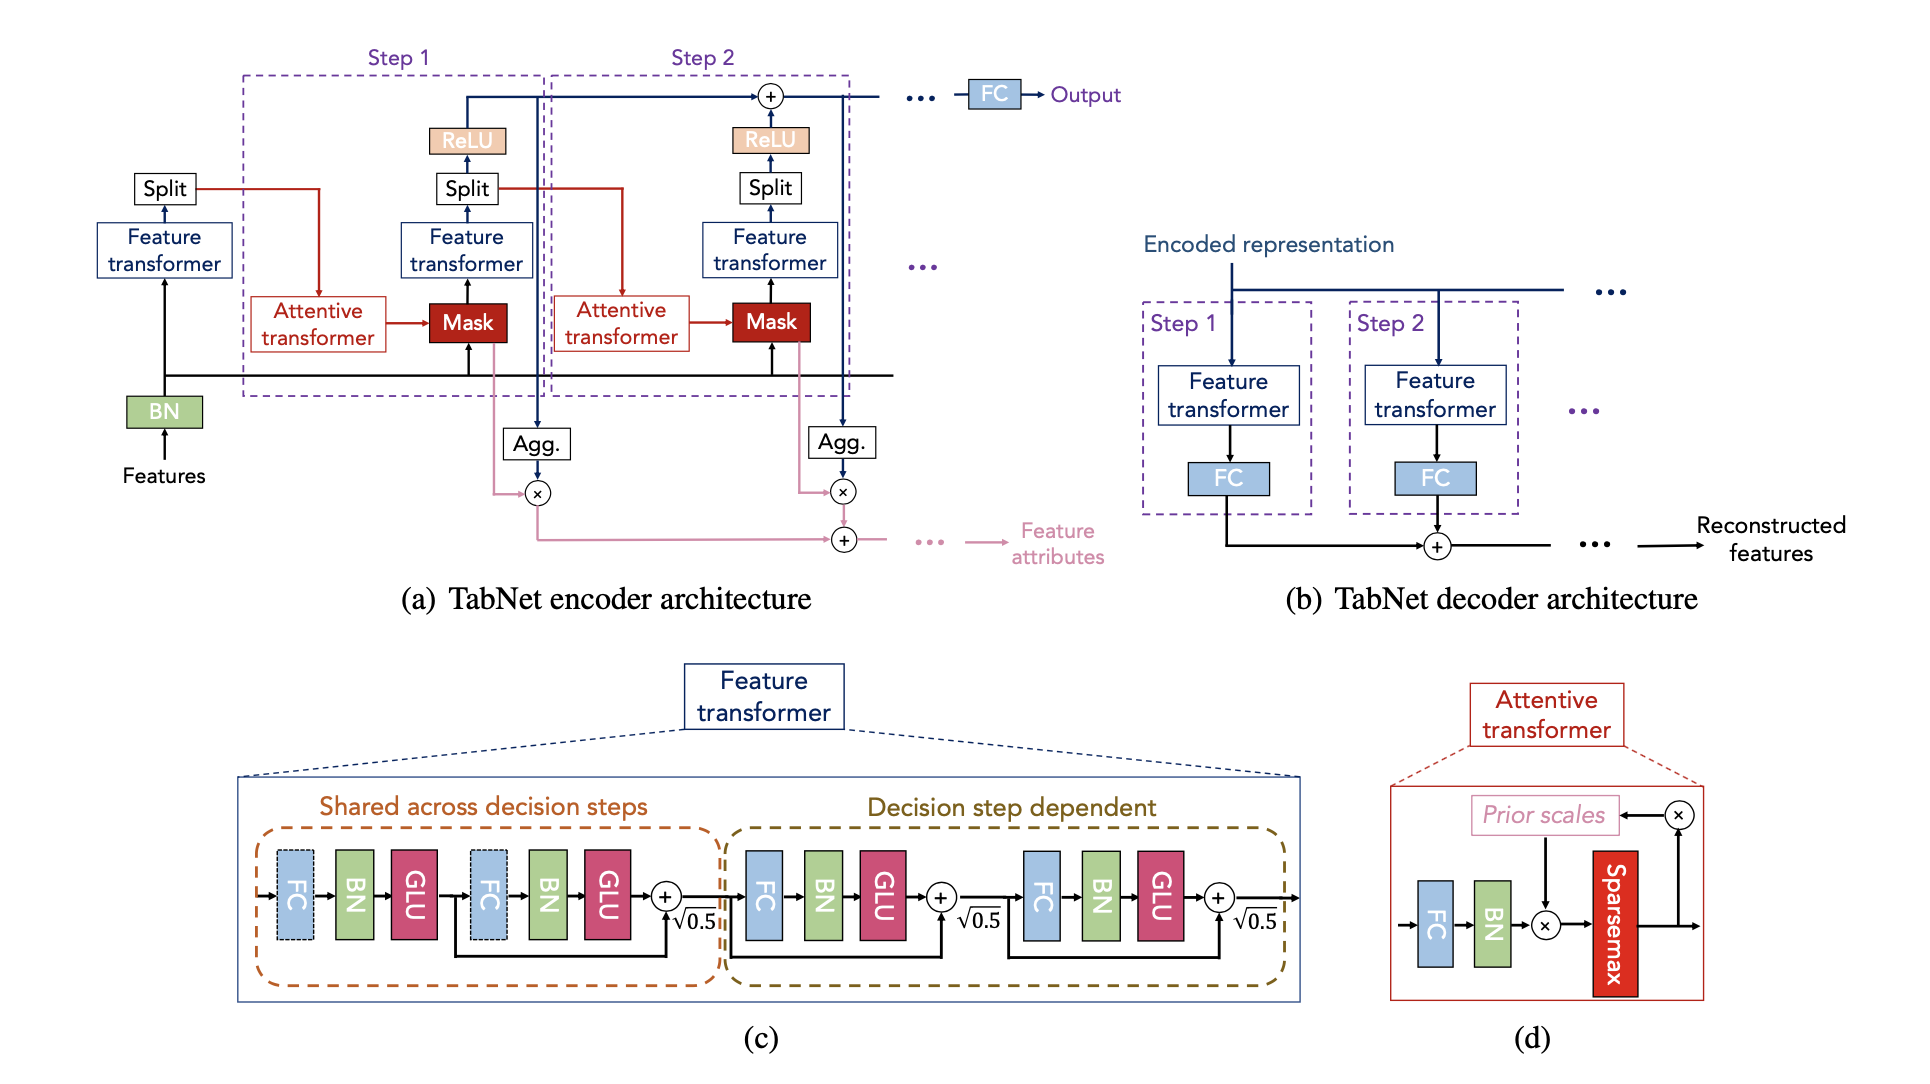 Step 1
Step 2
FC
Output
ReLU
ReLU
Split
Split
Split
Feature
transformer
Feature
transformer
Feature
transformer
Attentive
transformer
Mask
Attentive
transformer
Mask
...
...
BN
Features
Agg.
Agg.
×
×
+
+
...
Feature
attributes
(a) TabNet encoder architecture
Encoded representation
...
Step 1
Step 2
Feature
transformer
Feature
transformer
...
FC
FC
+
...
Reconstructed
features
(b) TabNet decoder architecture
Feature
transformer
Shared across decision steps
Decision step dependent
FC
BN
GLU
FC
BN
GLU
+
√0.5
FC
BN
GLU
+
√0.5
FC
BN
GLU
+
√0.5
(c)
Attentive
transformer
Prior scales
×
FC
BN
×
Sparsemax
(d)